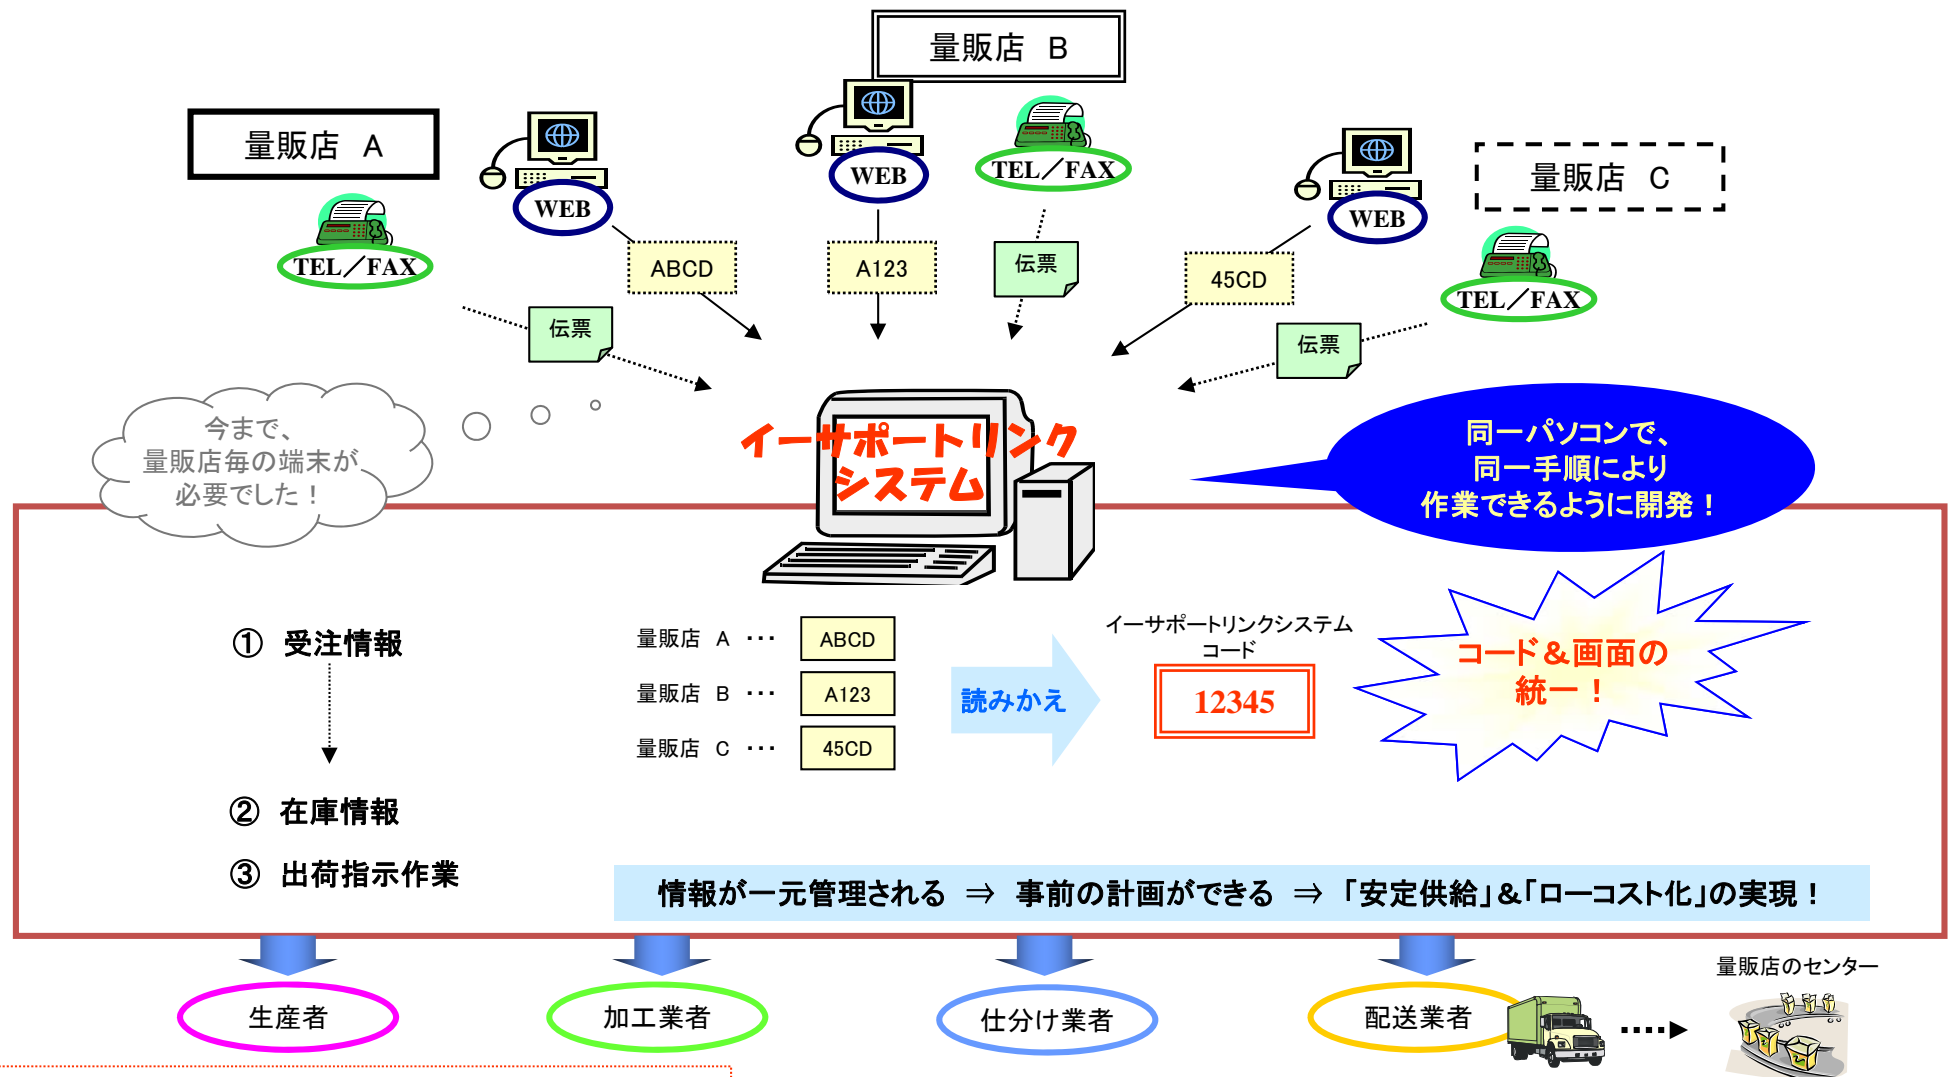 量販店　B
量販店　A
量販店　C
WEB
TEL／FAX
WEB
WEB
TEL／FAX
TEL／FAX
ABCD
A123
伝票
45CD
伝票
伝票
今まで、
量販店毎の端末が
必要でした！
イーサポートリンク
システム
同一パソコンで、
同一手順により
作業できるように開発！
①　受注情報
②　在庫情報
③　出荷指示作業
量販店　A　・・・　ABCD
量販店　B　・・・　A123
量販店　C　・・・　45CD
読みかえ
イーサポートリンクシステム
コード
12345
コード＆画面の
統一！
情報が一元管理される　⇒　事前の計画ができる　⇒　「安定供給」＆「ローコスト化」の実現！
生産者
加工業者
仕分け業者
配送業者
量販店のセンター